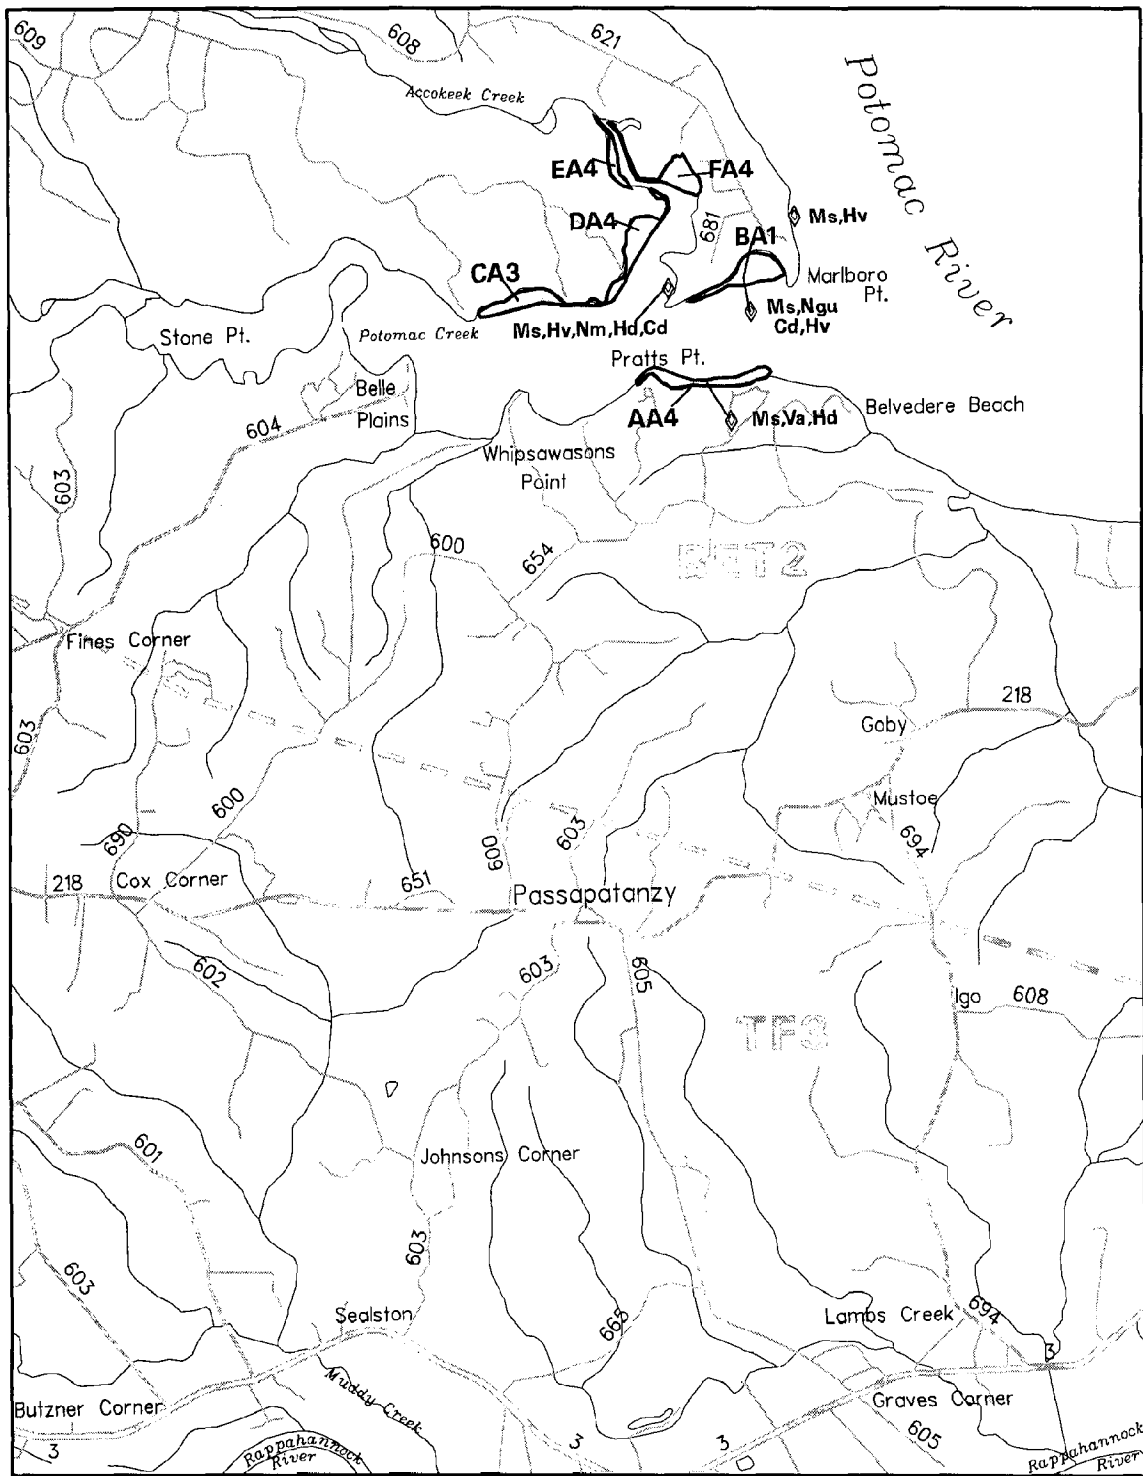 609
608
621
Potomac River
Accokeek Creek
EA4
FA4
DA4
681
Ms,Hv
BA1
CA3
Marlboro
Pt.
Ms,Ngu
Cd,Hv
Ms,Hv,Nm,Hd,Cd
Stone Pt.
Potomac Creek
Pratts Pt.
Belle
Plains
AA4
Ms,Va,Hd
Belvedere Beach
604
603
Whipsawasons
Point
600
654
BET2
Fines Corner
603
218
Goby
600
Mustoe
690
603
600
694
218
Cox Corner
651
Passapatanzy
602
603
605
Igo
608
TF3
601
Johnsons Corner
603
603
Sealston
665
Lambs Creek
694
3
Muddy Creek
Butzner Corner
Graves Corner
3
3
3
605
Rappahannock
River
Rappahannock
River